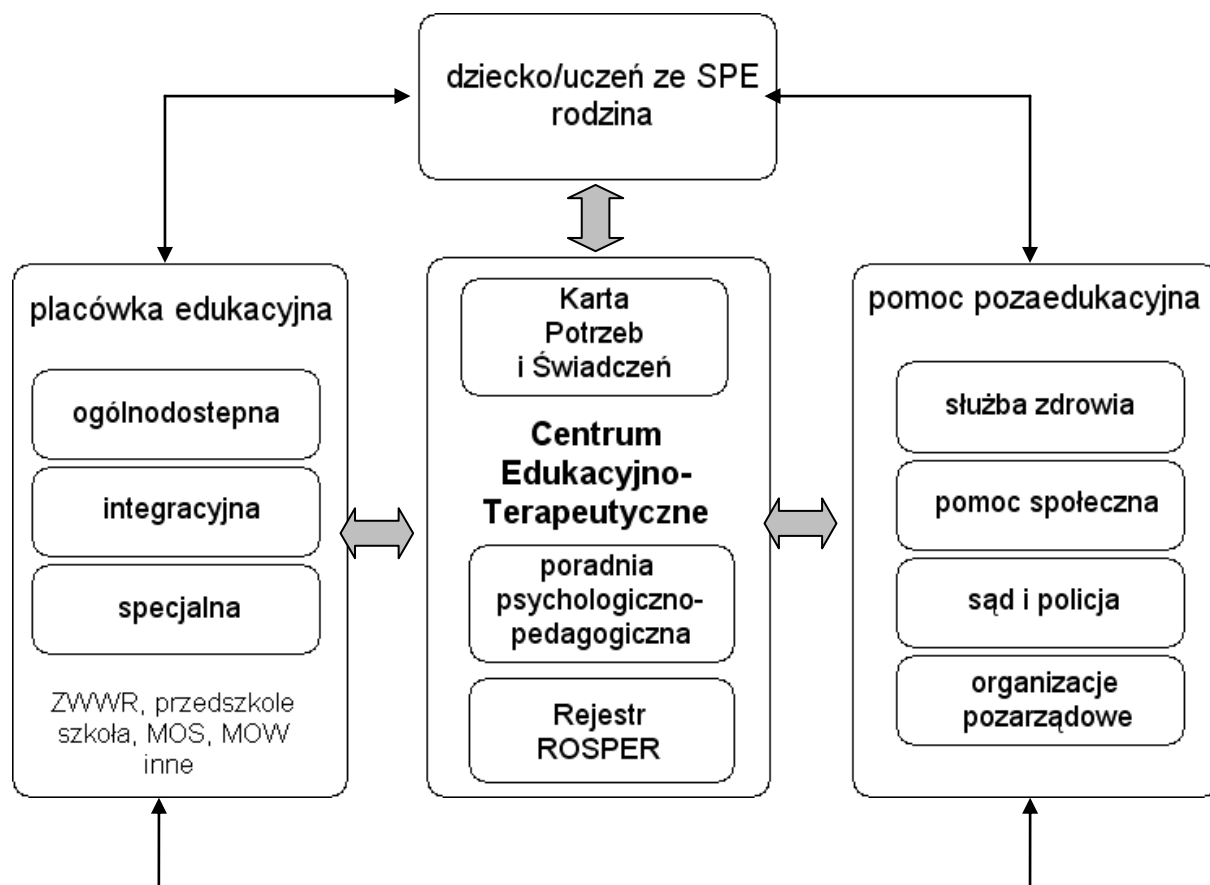 dziecko/uczeń ze SPE
rodzina
placówka edukacyjna
ogólnodostepna
integracyjna
specjalna
ZWWR, przedszkole
szkoła, MOS, MOW
inne
Karta
Potrzeb
i Świadczeń
Centrum
Edukacyjno-
Terapeutyczne
poradnia
psychologiczno-
pedagogiczna
Rejestr
ROSPER
pomoc pozaedukacyjna
służba zdrowia
pomoc społeczna
sąd i policja
organizacje
pozarządowe